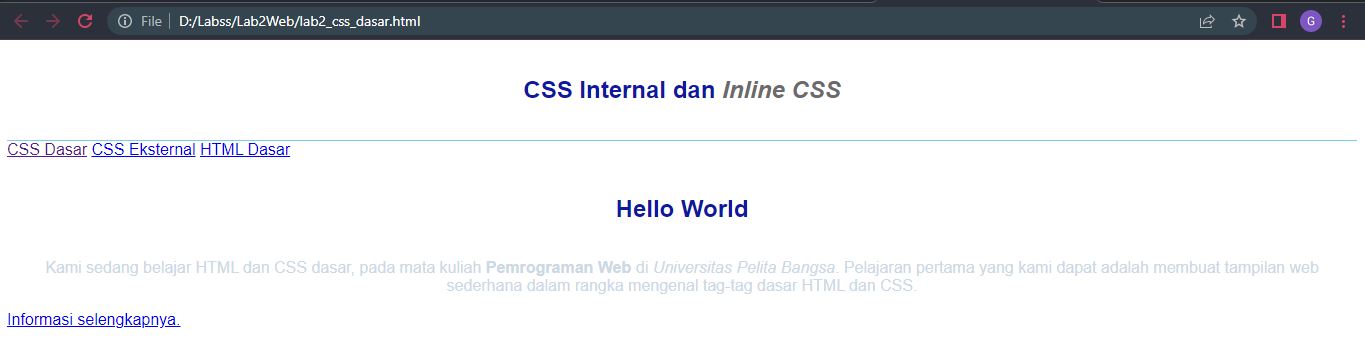 File D:/Labss/Lab2Web/lab2_css_dasar.html
G
CSS Internal dan Inline CSS
CSS Dasar CSS Eksternal HTML Dasar
Hello World
Kami sedang belajar HTML dan CSS dasar, pada mata kuliah Pemrograman Web di Universitas Pelita Bangsa. Pelajaran pertama yang kami dapat adalah membuat tampilan web
sederhana dalam rangka mengenal tag-tag dasar HTML dan CSS.
Informasi selengkapnya.